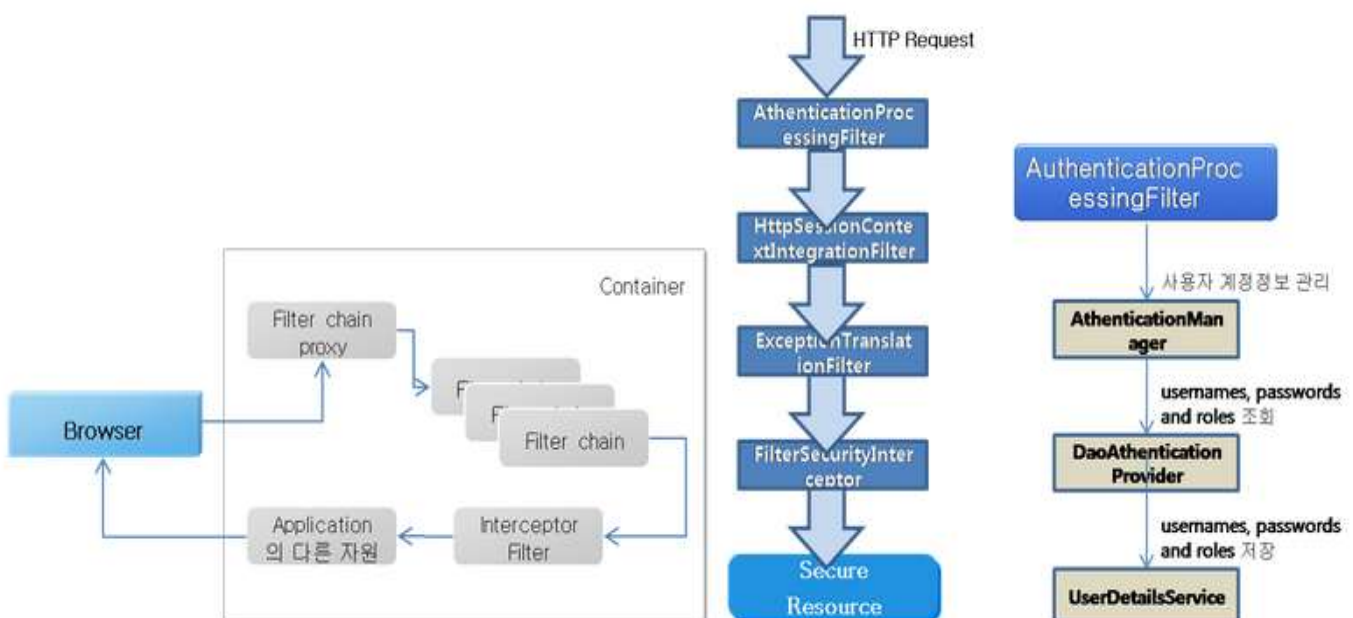 HTTP Request
AthenticationProc
essingFilter
HttpSessionConte
xtIntegrationFilter
ExceptionTranslat
ionFilter
FilterSecurityInter
ceptor
Secure
Resource
AuthenticationProc
essingFilter
사용자 계정정보 관리
AthenticationMan
ager
usernames, passwords
and roles 조회
DaoAthentication
Provider
usernames, passwords
and roles 저장
UserDetailsService
Container
Filter chain
proxy
Filter chain
Browser
Application
의 다른 자원
Interceptor
Filter